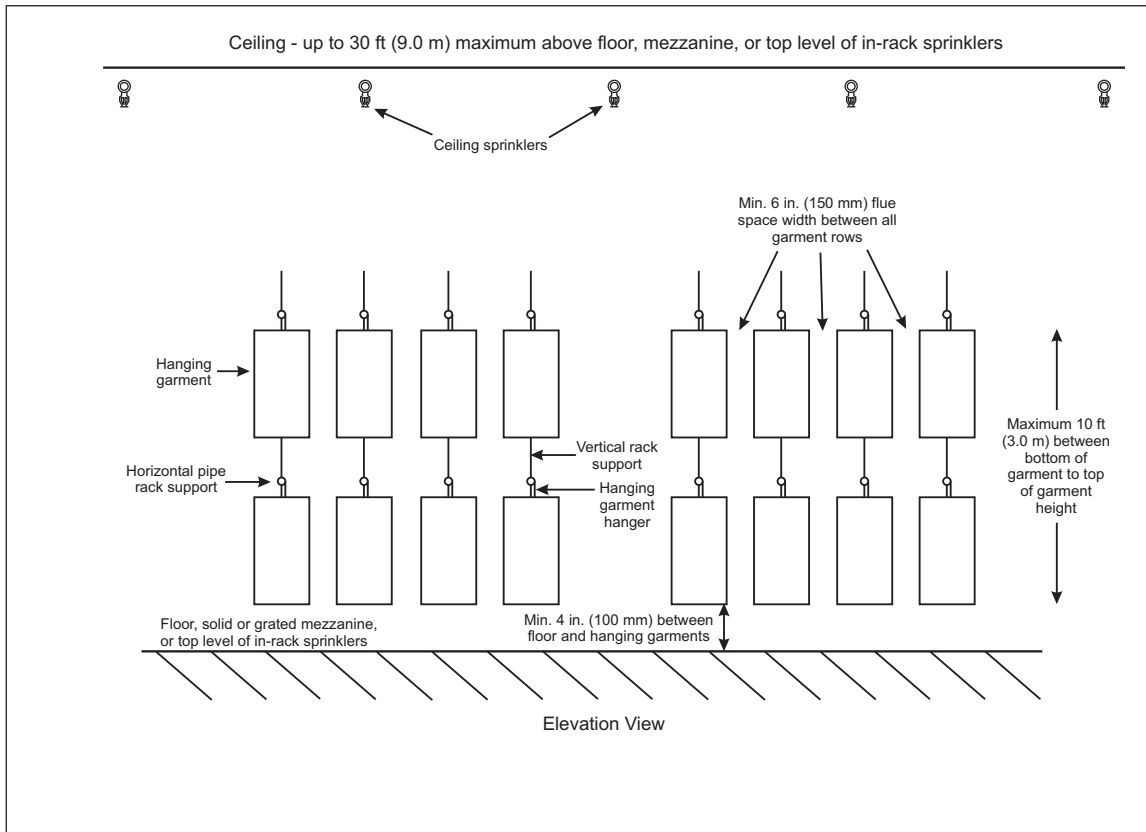 Ceiling - up to 30 ft (9.0 m) maximum above floor, mezzanine, or top level of in-rack sprinklers
Ceiling sprinklers
Min. 6 in. (150 mm) flue
space width between all
garment rows
Hanging
garment
Horizontal pipe
rack support
Vertical rack
support
Hanging
garment
hanger
Maximum 10 ft
(3.0 m) between
bottom of
garment to top
of garment
height
Floor, solid or grated mezzanine,
or top level of in-rack sprinklers
Min. 4 in. (100 mm) between
floor and hanging garments
Elevation View